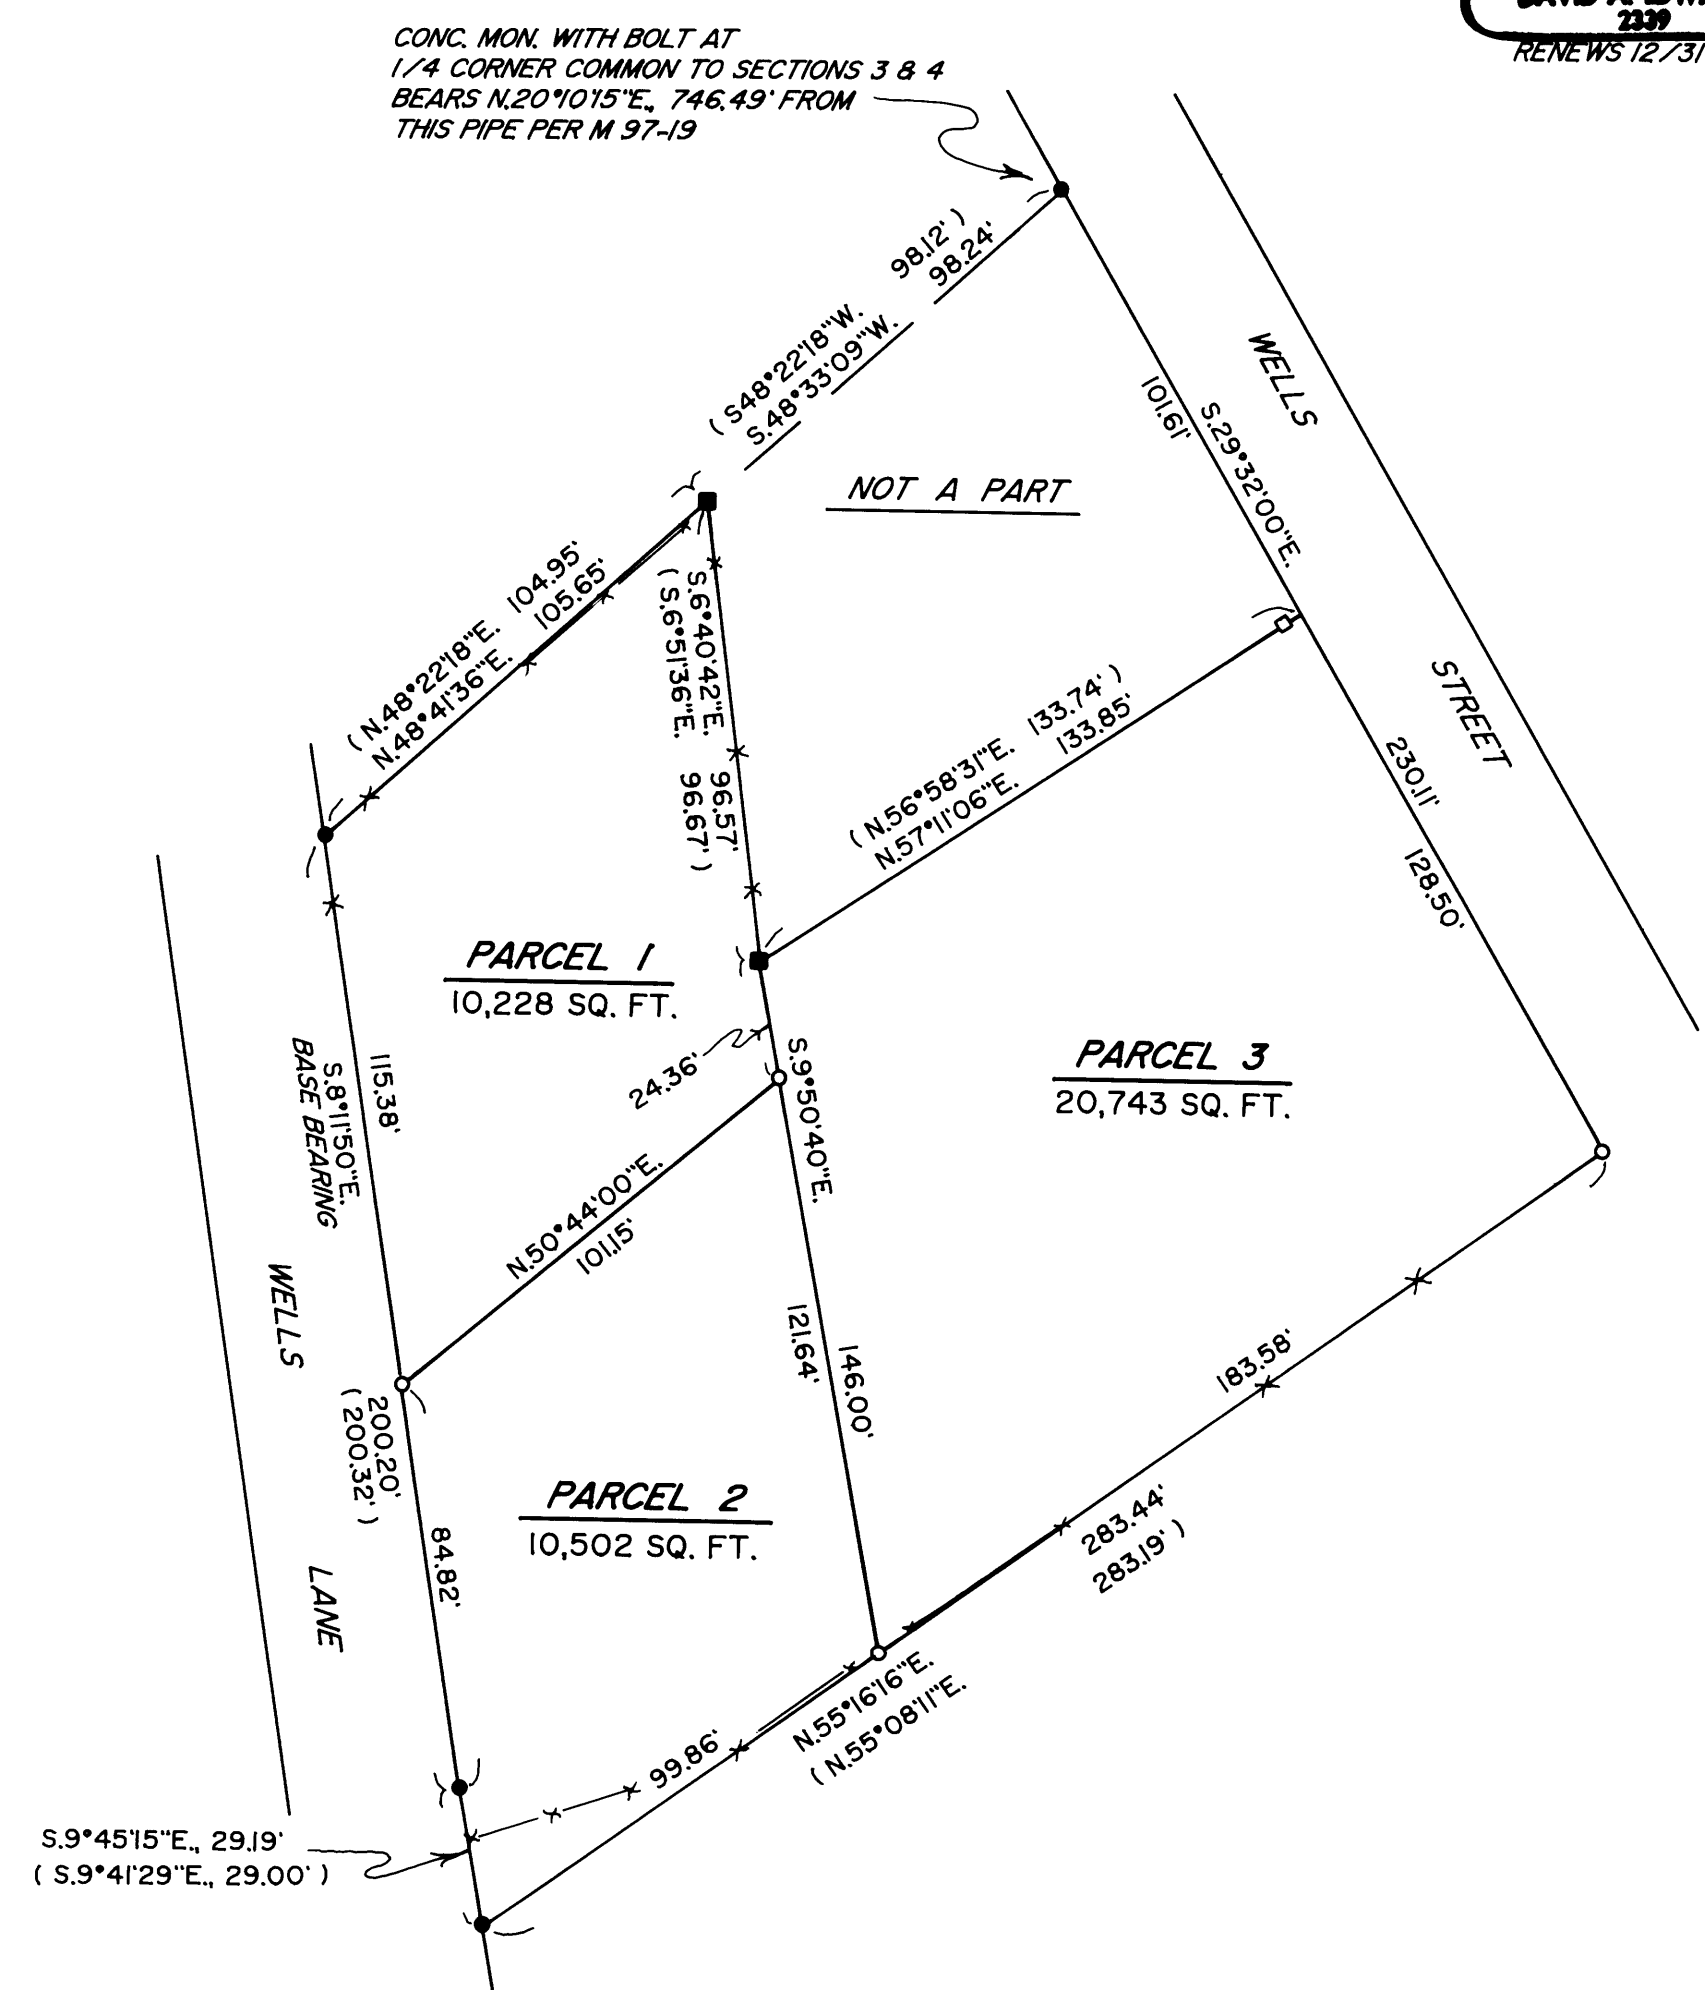 2339
RENEWS 12/31
CONC. MON. WITH BOLT AT
1/4 CORNER COMMON TO SECTIONS 3 & 4
BEARS N.20°10'15"E., 746.49' FROM
THIS PIPE PER M 97-19
(S48°22'18"W. 98.12')
S.48°33'09"W. 98.24'
WELLS
STREET
101.61'
S.29°32'00"E.
230.11'
128.50'
NOT A PART
(N.48°22'18"E. 104.95'
N.48°41'36"E. 105.65'
S.6°40'42"E. 96.57'
(S.6°51'36"E. 96.67')
(N.56°58'31"E. 133.74')
N.57°11'06"E. 133.85'
PARCEL 1
10,228 SQ. FT.
24.36'
S.9°50'40"E.
PARCEL 3
20,743 SQ. FT.
115.38'
S.8°11'50"E.
BASE BEARING
N.50°44'00"E.
101.15'
WELLS
LANE
121.64'
146.00'
183.58'
200.20'
(200.32')
PARCEL 2
10,502 SQ. FT.
84.82'
283.44'
283.19')
N.55°16'16"E.
(N.55°08'11"E.
99.86'
S.9°45'15"E., 29.19'
(S.9°41'29"E., 29.00')